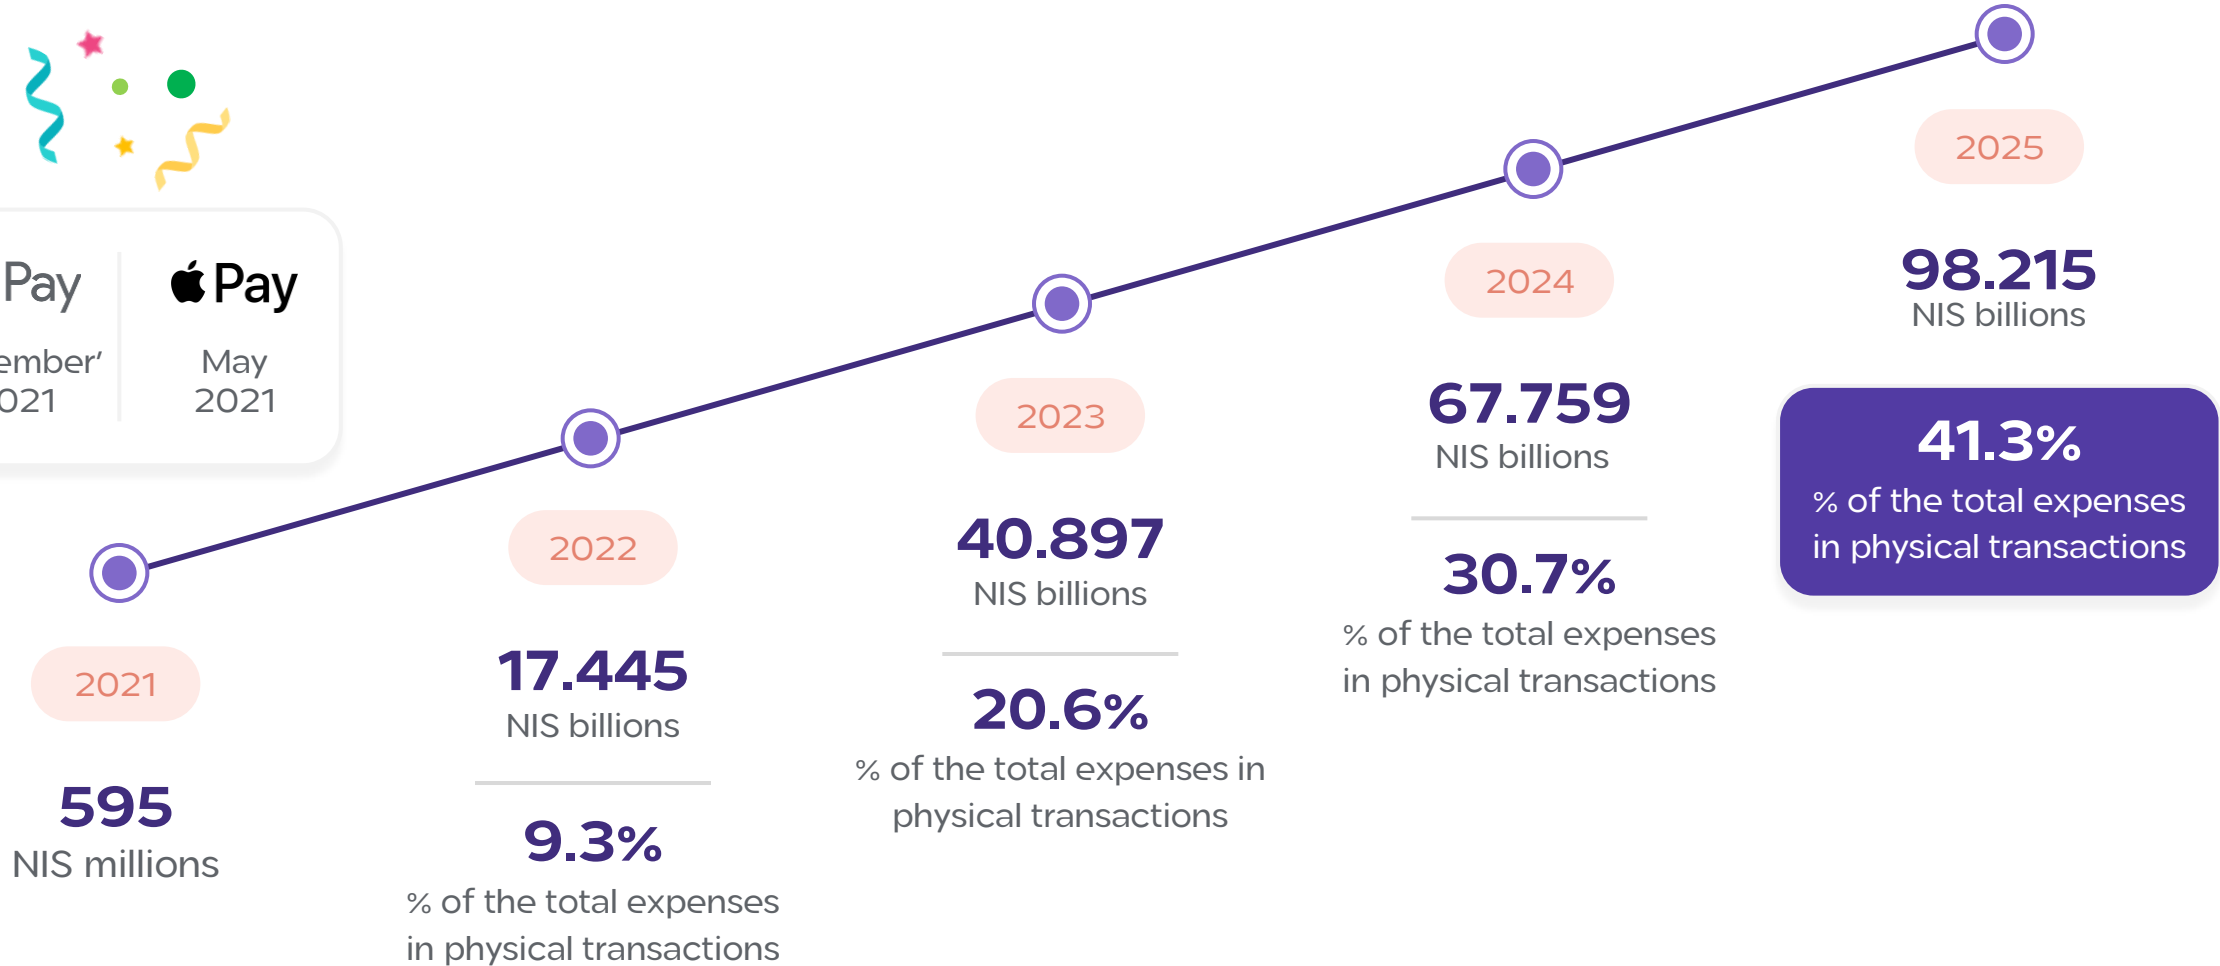 Pay
Pay
ember'
May
021
2021
2021
595
NIS millions
2022
17.445
NIS billions
9.3%
% of the total expenses
in physical transactions
2023
40.897
NIS billions
20.6%
% of the total expenses in
physical transactions
2024
67.759
NIS billions
30.7%
% of the total expenses
in physical transactions
2025
98.215
NIS billions
41.3%
% of the total expenses
in physical transactions